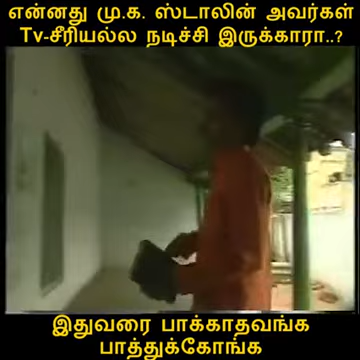 என்னது மு.க. ஸ்டாலின் அவர்கள்
Tv-சீரியல்ல நடிச்சி இருக்காரா..?
இதுவரை பாக்காதவங்க
பாத்துக்கோங்க